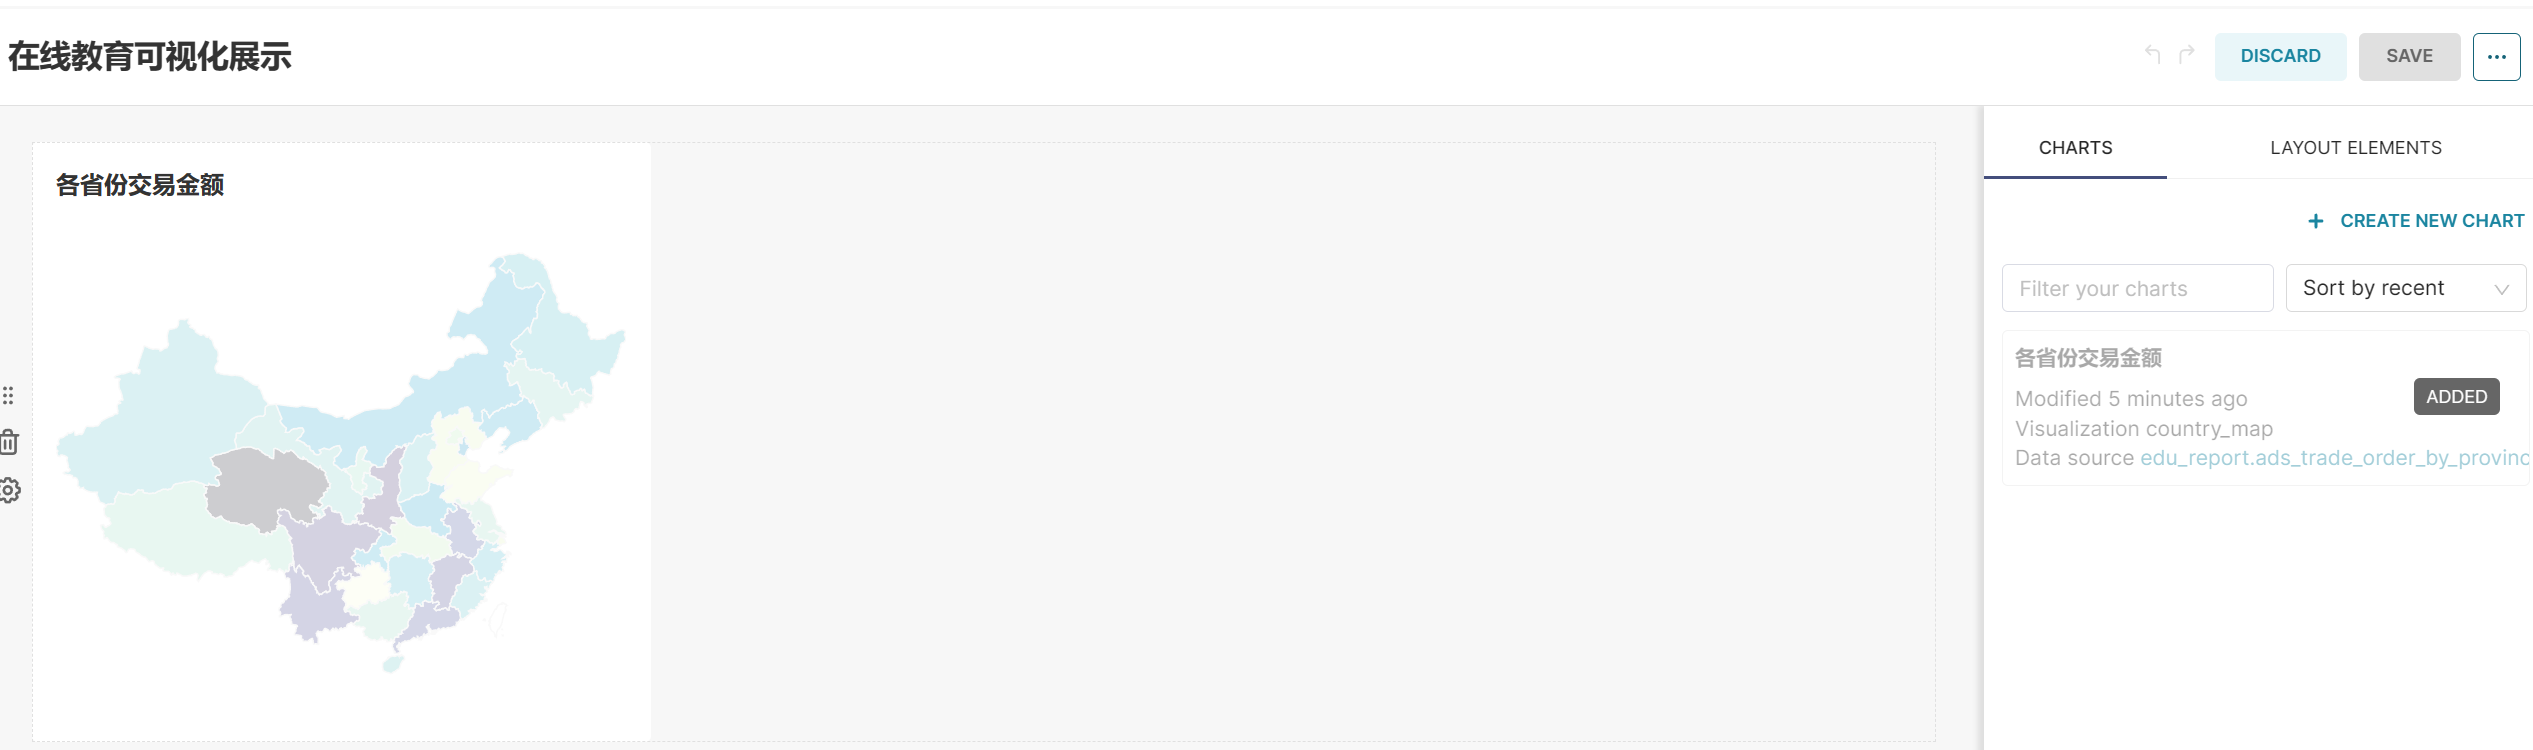 在线教育可视化展示
DISCARD
SAVE
各省份交易金额
CHARTS
LAYOUT ELEMENTS
+ CREATE NEW CHART
Filter your charts
Sort by recent
各省份交易金额
Modified 5 minutes ago
ADDED
Visualization country_map
Data source edu_report.ads_trade_order_by_provinc